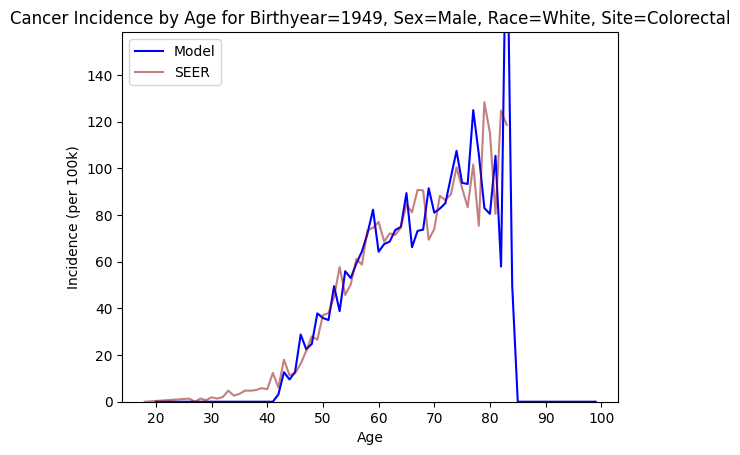 Cancer Incidence by Age for Birthyear=1949, Sex=Male, Race=White, Site=Colorectal
Model
SEER
Incidence (per 100k)
140
120
100
80
60
40
20
0
20 30 40 50 60 70 80 90 100
Age